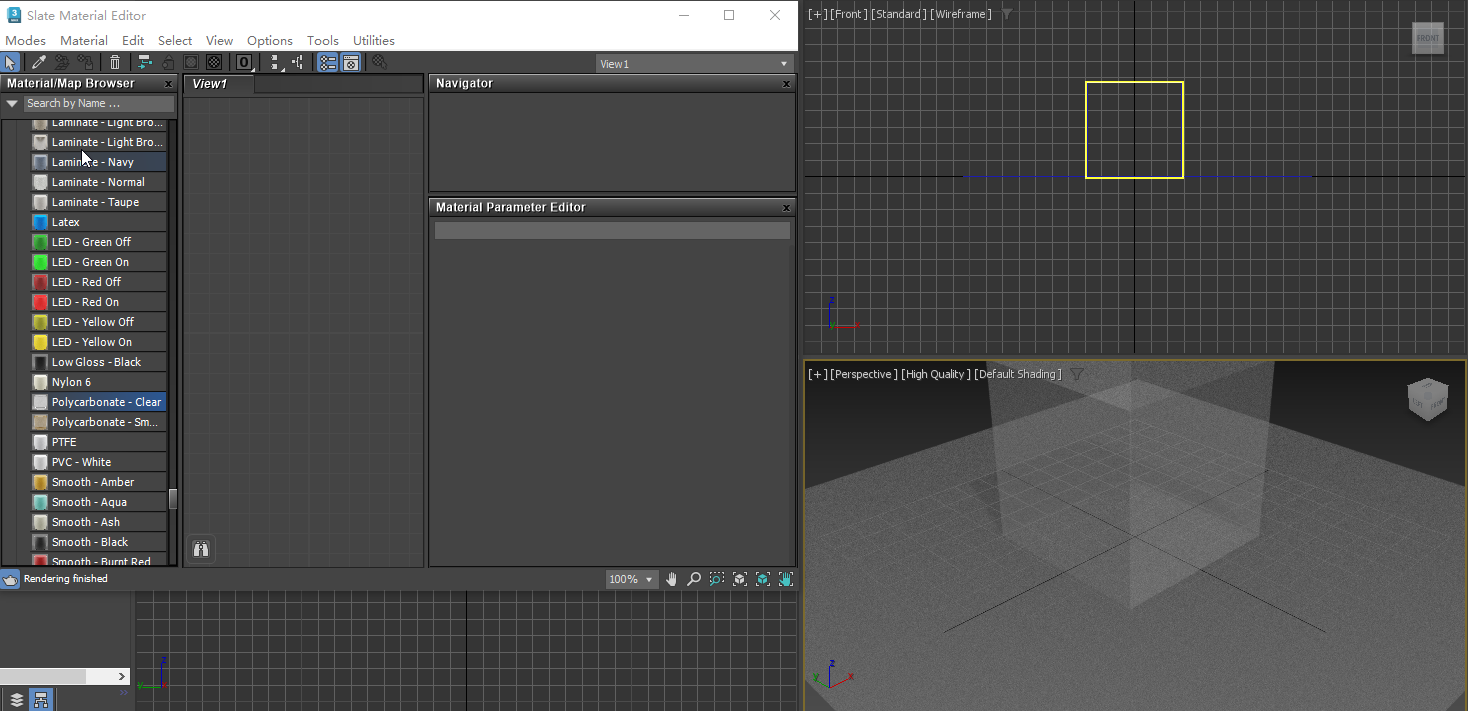 Slate Material Editor
Modes Material Edit Select View Options Tools Utilities
0
View1
Material/Map Browser x
Search by Name ...
Laminate - Light Bro...
Laminate - Light Bro...
Laminate - Navy
Laminate - Normal
Laminate - Taupe
Latex
LED - Green Off
LED - Green On
LED - Red Off
LED - Red On
LED - Yellow Off
LED - Yellow On
Low Gloss - Black
Nylon 6
Polycarbonate - Clear
Polycarbonate - Sm...
PTFE
PVC - White
Smooth - Amber
Smooth - Aqua
Smooth - Ash
Smooth - Black
Smooth - Burnt Red
View1
Navigator x
Material Parameter Editor x
Rendering finished
100%
z
y x
[+] [Front ] [Standard ] [Wireframe ]
FRONT
z
y x
[+] [Perspective ] [High Quality ] [Default Shading ]
FRONT
z
y x